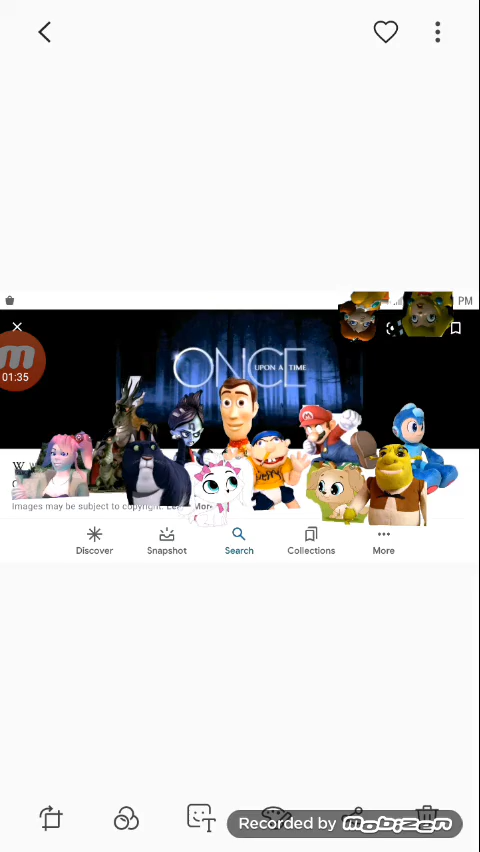 PM
01:35
ONCE
UPON A TIME
Images may be subject to copyright.
More
Discover
Snapshot
Search
Collections
More
T
Recorded by mobizen